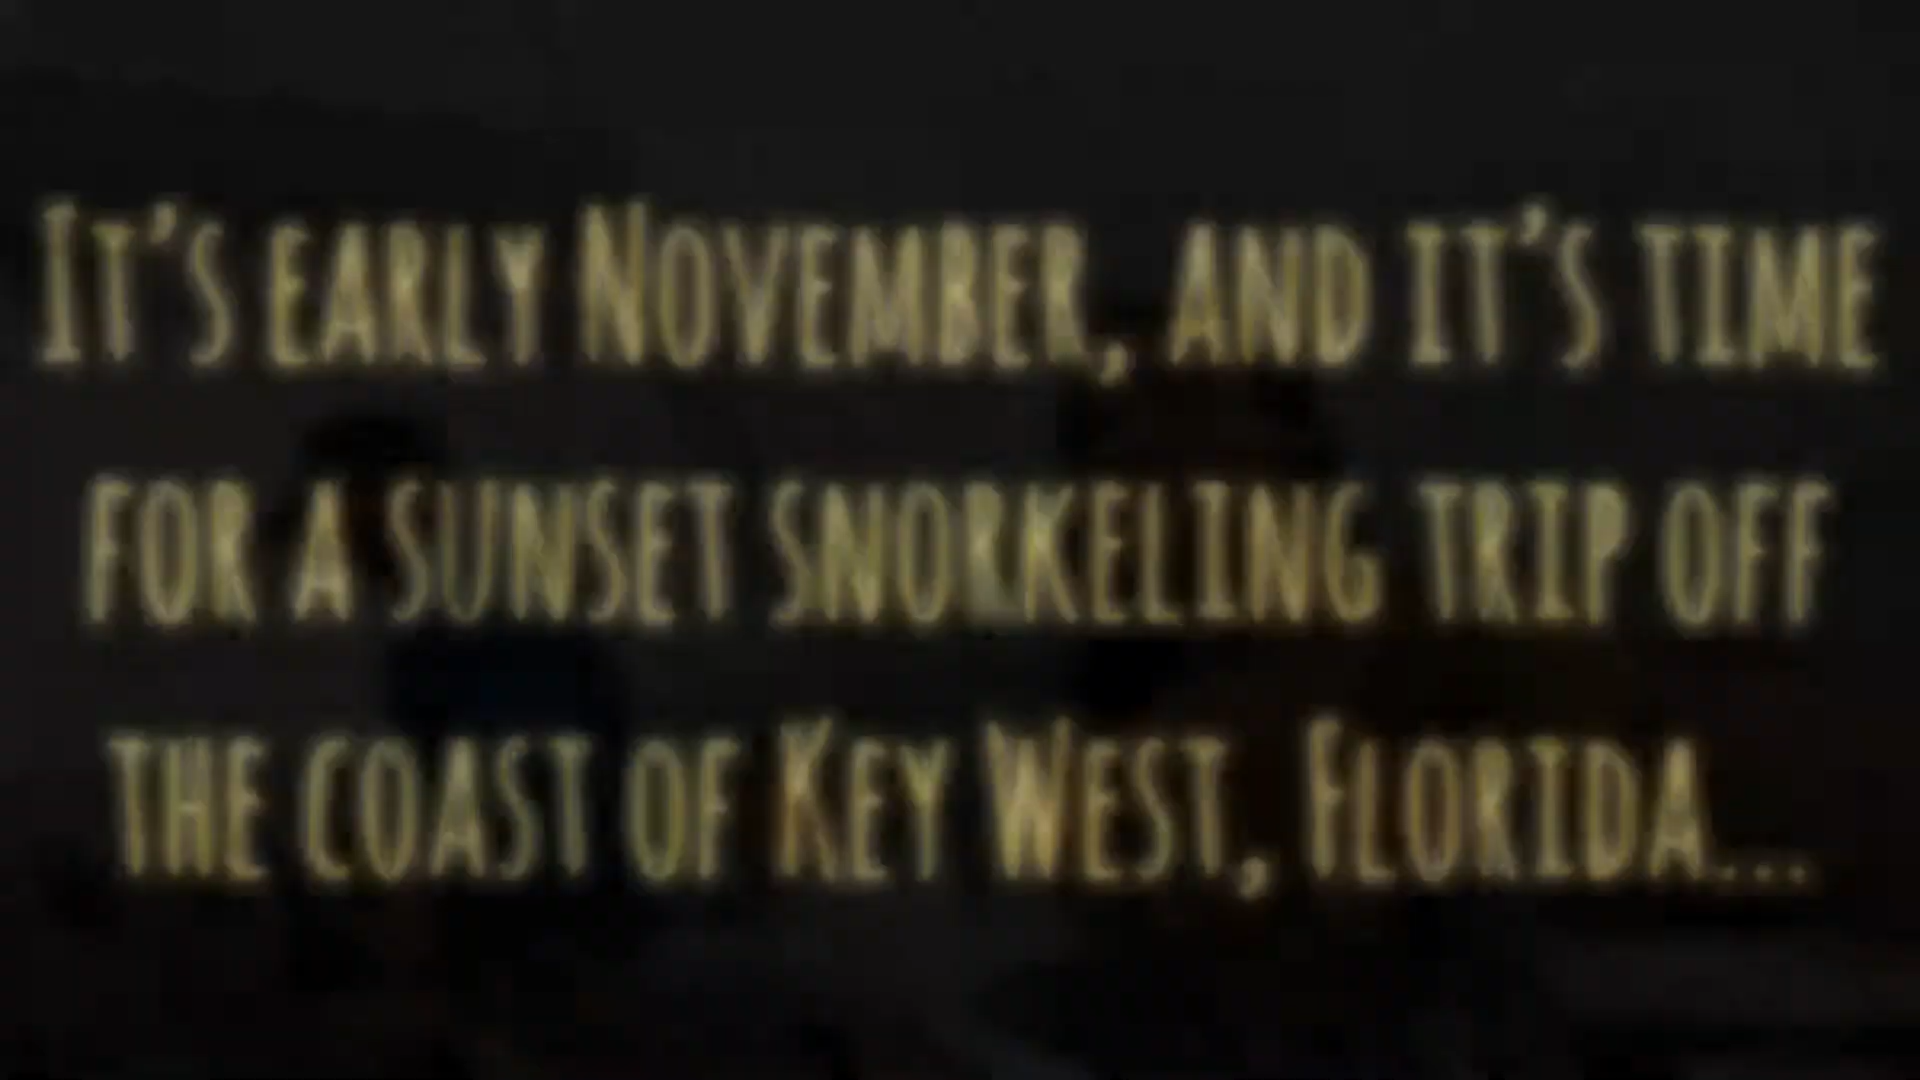 It's early November, and it's time
for a sunset snorkeling trip off
the coast of Key West, Florida...